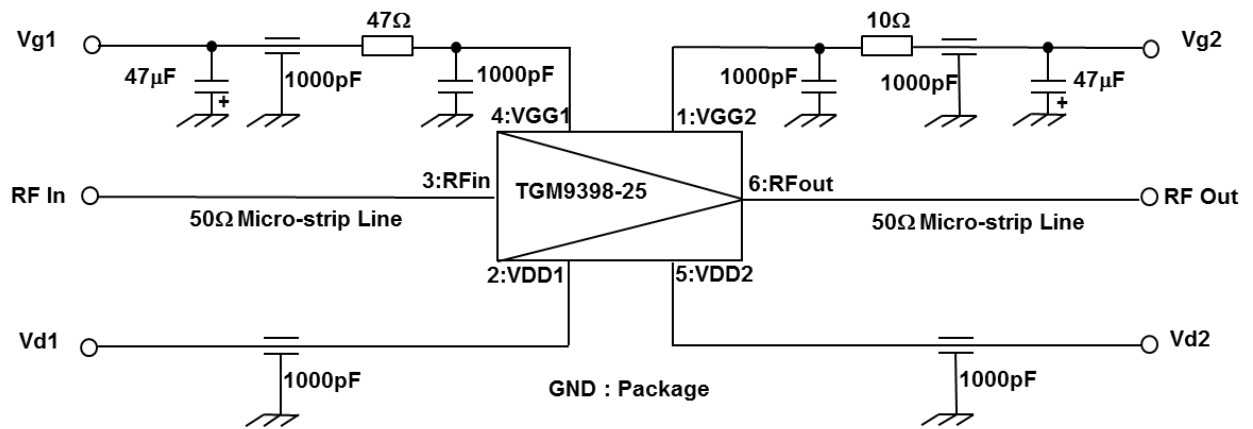 47Ω
10Ω
Vg1
Vg2
47µF
+
1000pF
1000pF
1000pF
1000pF
47µF
+
4:VGG1
1:VGG2
RF In
3:RFin
TGM9398-25
6:RFout
RF Out
50Ω Micro-strip Line
50Ω Micro-strip Line
2:VDD1
5:VDD2
Vd1
Vd2
1000pF
GND : Package
1000pF